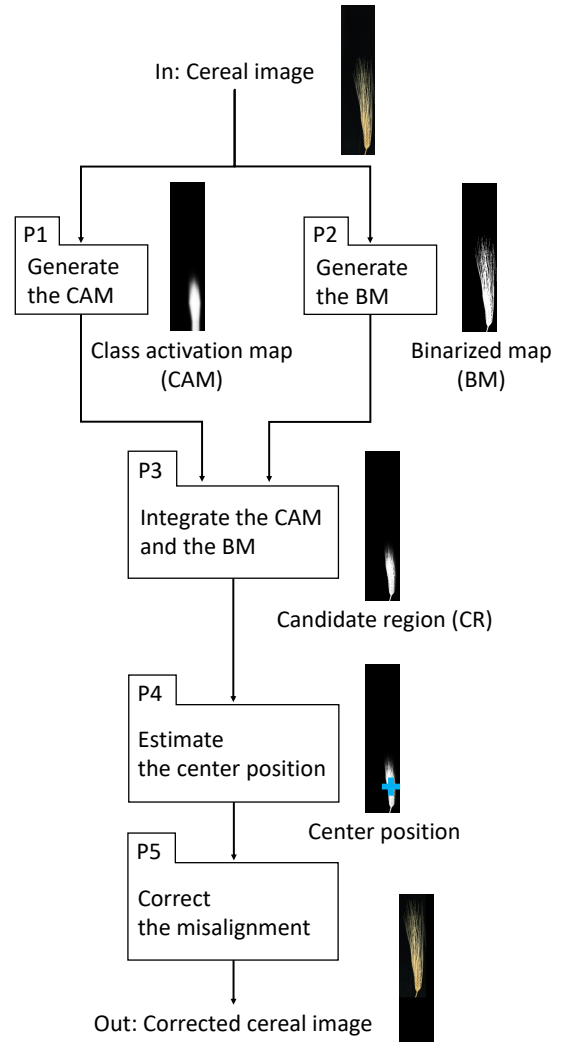 In: Cereal image
P1
Generate
the CAM
Class activation map
(CAM)
P2
Generate
the BM
Binarized map
(BM)
P3
Integrate the CAM
and the BM
Candidate region (CR)
P4
Estimate
the center position
Center position
P5
Correct
the misalignment
Out: Corrected cereal image